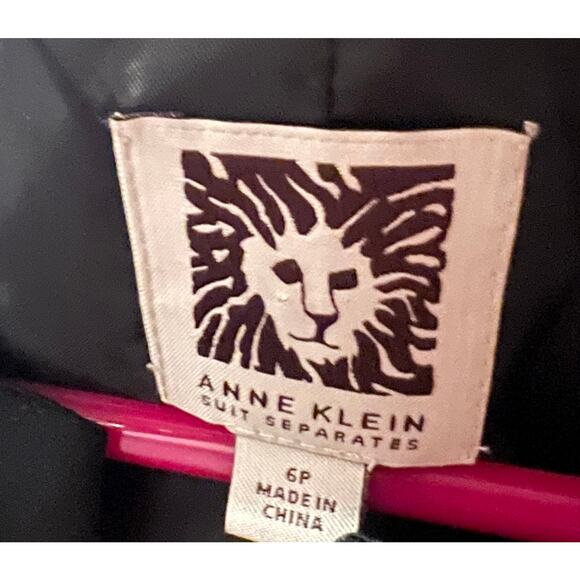 ANNE KLEIN
SUIT SEPARATES
6P
MADE IN
CHINA